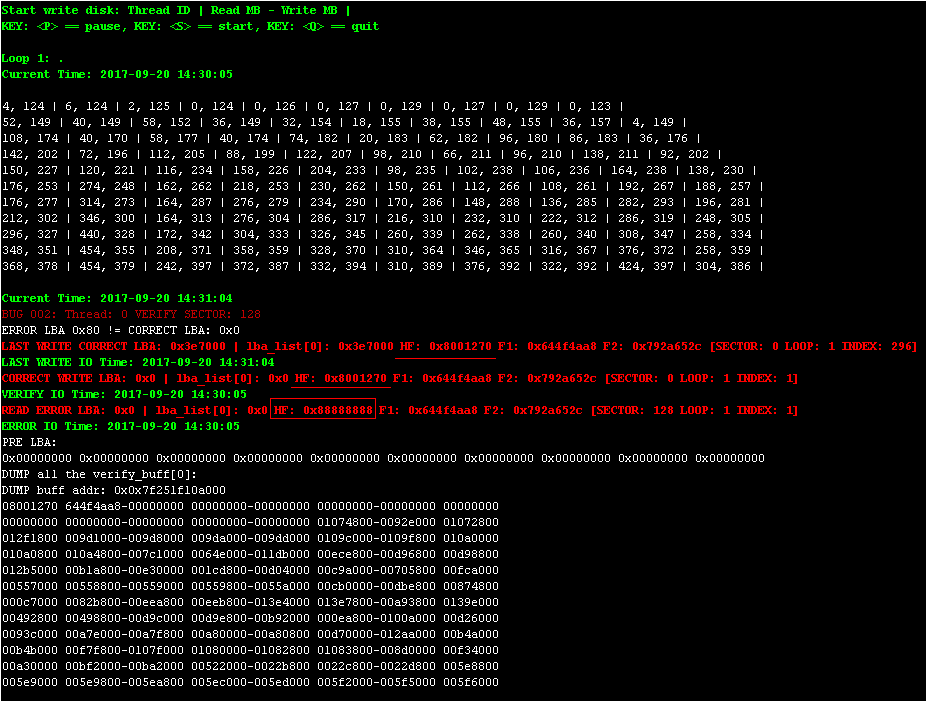 Start write disk: Thread ID | Read MB - Write MB |
KEY: <P> == pause, KEY: <S> == start, KEY: <Q> == quit
Loop 1: .
Current Time: 2017-09-20 14:30:05
4, 124 | 6, 124 | 2, 125 | 0, 124 | 0, 126 | 0, 127 | 0, 129 | 0, 127 | 0, 129 | 0, 123 |
52, 149 | 40, 149 | 58, 152 | 36, 149 | 32, 154 | 18, 155 | 38, 155 | 48, 155 | 36, 157 | 4, 149 |
108, 174 | 40, 170 | 58, 177 | 40, 174 | 74, 182 | 20, 183 | 62, 182 | 96, 180 | 86, 183 | 36, 176 |
142, 202 | 72, 196 | 112, 205 | 88, 199 | 122, 207 | 98, 210 | 66, 211 | 96, 210 | 138, 211 | 92, 202 |
150, 227 | 120, 221 | 116, 234 | 158, 226 | 204, 233 | 98, 235 | 102, 238 | 106, 236 | 164, 238 | 138, 230 |
176, 253 | 274, 248 | 162, 262 | 218, 253 | 230, 262 | 150, 261 | 112, 266 | 108, 261 | 192, 267 | 188, 257 |
176, 277 | 314, 273 | 164, 287 | 276, 279 | 234, 290 | 170, 286 | 148, 288 | 136, 285 | 282, 293 | 196, 281 |
212, 302 | 346, 300 | 164, 313 | 276, 304 | 286, 317 | 216, 310 | 232, 310 | 222, 312 | 286, 319 | 248, 305 |
296, 327 | 440, 328 | 172, 342 | 304, 333 | 326, 345 | 260, 339 | 262, 338 | 260, 340 | 308, 347 | 258, 334 |
348, 351 | 454, 355 | 208, 371 | 358, 359 | 328, 370 | 310, 364 | 346, 365 | 316, 367 | 376, 372 | 258, 359 |
368, 378 | 454, 379 | 242, 397 | 372, 387 | 332, 394 | 310, 389 | 376, 392 | 322, 392 | 424, 397 | 304, 386 |
Current Time: 2017-09-20 14:31:04
BUG 002: Thread: 0 VERIFY SECTOR: 128
ERROR LBA 0x80 != CORRECT LBA: 0x0
LAST WRITE CORRECT LBA: 0x3e7000 | lba_list[0]: 0x3e7000 HF: 0x8001270 F1: 0x644f4aa8 F2: 0x792a652c [SECTOR: 0 LOOP: 1 INDEX: 296]
LAST WRITE IO Time: 2017-09-20 14:31:04
CORRECT WRITE LBA: 0x0 | lba_list[0]: 0x0 HF: 0x8001270 F1: 0x644f4aa8 F2: 0x792a652c [SECTOR: 0 LOOP: 1 INDEX: 1]
VERIFY IO Time: 2017-09-20 14:30:05
READ ERROR LBA: 0x0 | lba_list[0]: 0x0 HF: 0x88888888 F1: 0x644f4aa8 F2: 0x792a652c [SECTOR: 128 LOOP: 1 INDEX: 1]
ERROR IO Time: 2017-09-20 14:30:05
PRE LBA:
0x00000000 0x00000000 0x00000000 0x00000000 0x00000000 0x00000000 0x00000000 0x00000000 0x00000000 0x00000000
DUMP all the verify_buff[0]:
DUMP buff addr: 0x0x7f251f10a000
08001270 644f4aa8-00000000 00000000-00000000 00000000-00000000 00000000
00000000 00000000-00000000 00000000-00000000 01074800-0092e000 01072800
012f1800 009d1000-009d8000 009da000-009dd000 0109c000-0109f800 010a0000
010a0800 010a4800-007c1000 0064e000-011db000 00ece800-00d96800 00d98800
012b5000 00b1a800-00e30000 001cd800-00d04000 00c9a000-00705800 00fca000
00557000 00558800-00559000 00559800-0055a000 00cb0000-00dbe800 00874800
000c7000 0082b800-00eea800 00eeb800-013e4000 013e7800-00a93800 0139e000
00492800 00498800-00d9c000 00d9e800-00b92000 000ea800-0100a000 00d26000
0093c000 00a7e000-00a7f800 00a80000-00a80800 00d70000-012aa000 00b4a000
00b4b000 00f7f800-0107f000 01080000-01082800 01083800-008d0000 00f34000
00a30000 00bf2000-00ba2000 00522000-0022b800 0022c800-0022d800 005e8800
005e9000 005e9800-005ea800 005ec000-005ed000 005f2000-005f5000 005f6000